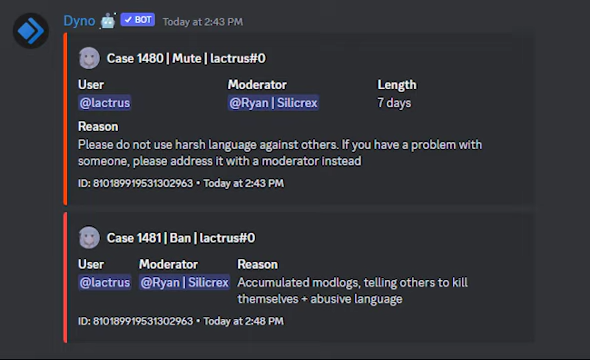 Dyno 🤖 ✓ BOT Today at 2:43 PM
Case 1480 | Mute | lactrus#0
User Moderator Length
@lactrus @Ryan | Silicrex 7 days
Reason
Please do not use harsh language against others. If you have a problem with
someone, please address it with a moderator instead
ID: 810189919531302963 • Today at 2:43 PM
Case 1481 | Ban | lactrus#0
User Moderator Reason
@lactrus @Ryan | Silicrex Accumulated modlogs, telling others to kill
themselves + abusive language
ID: 810189919531302963 • Today at 2:48 PM